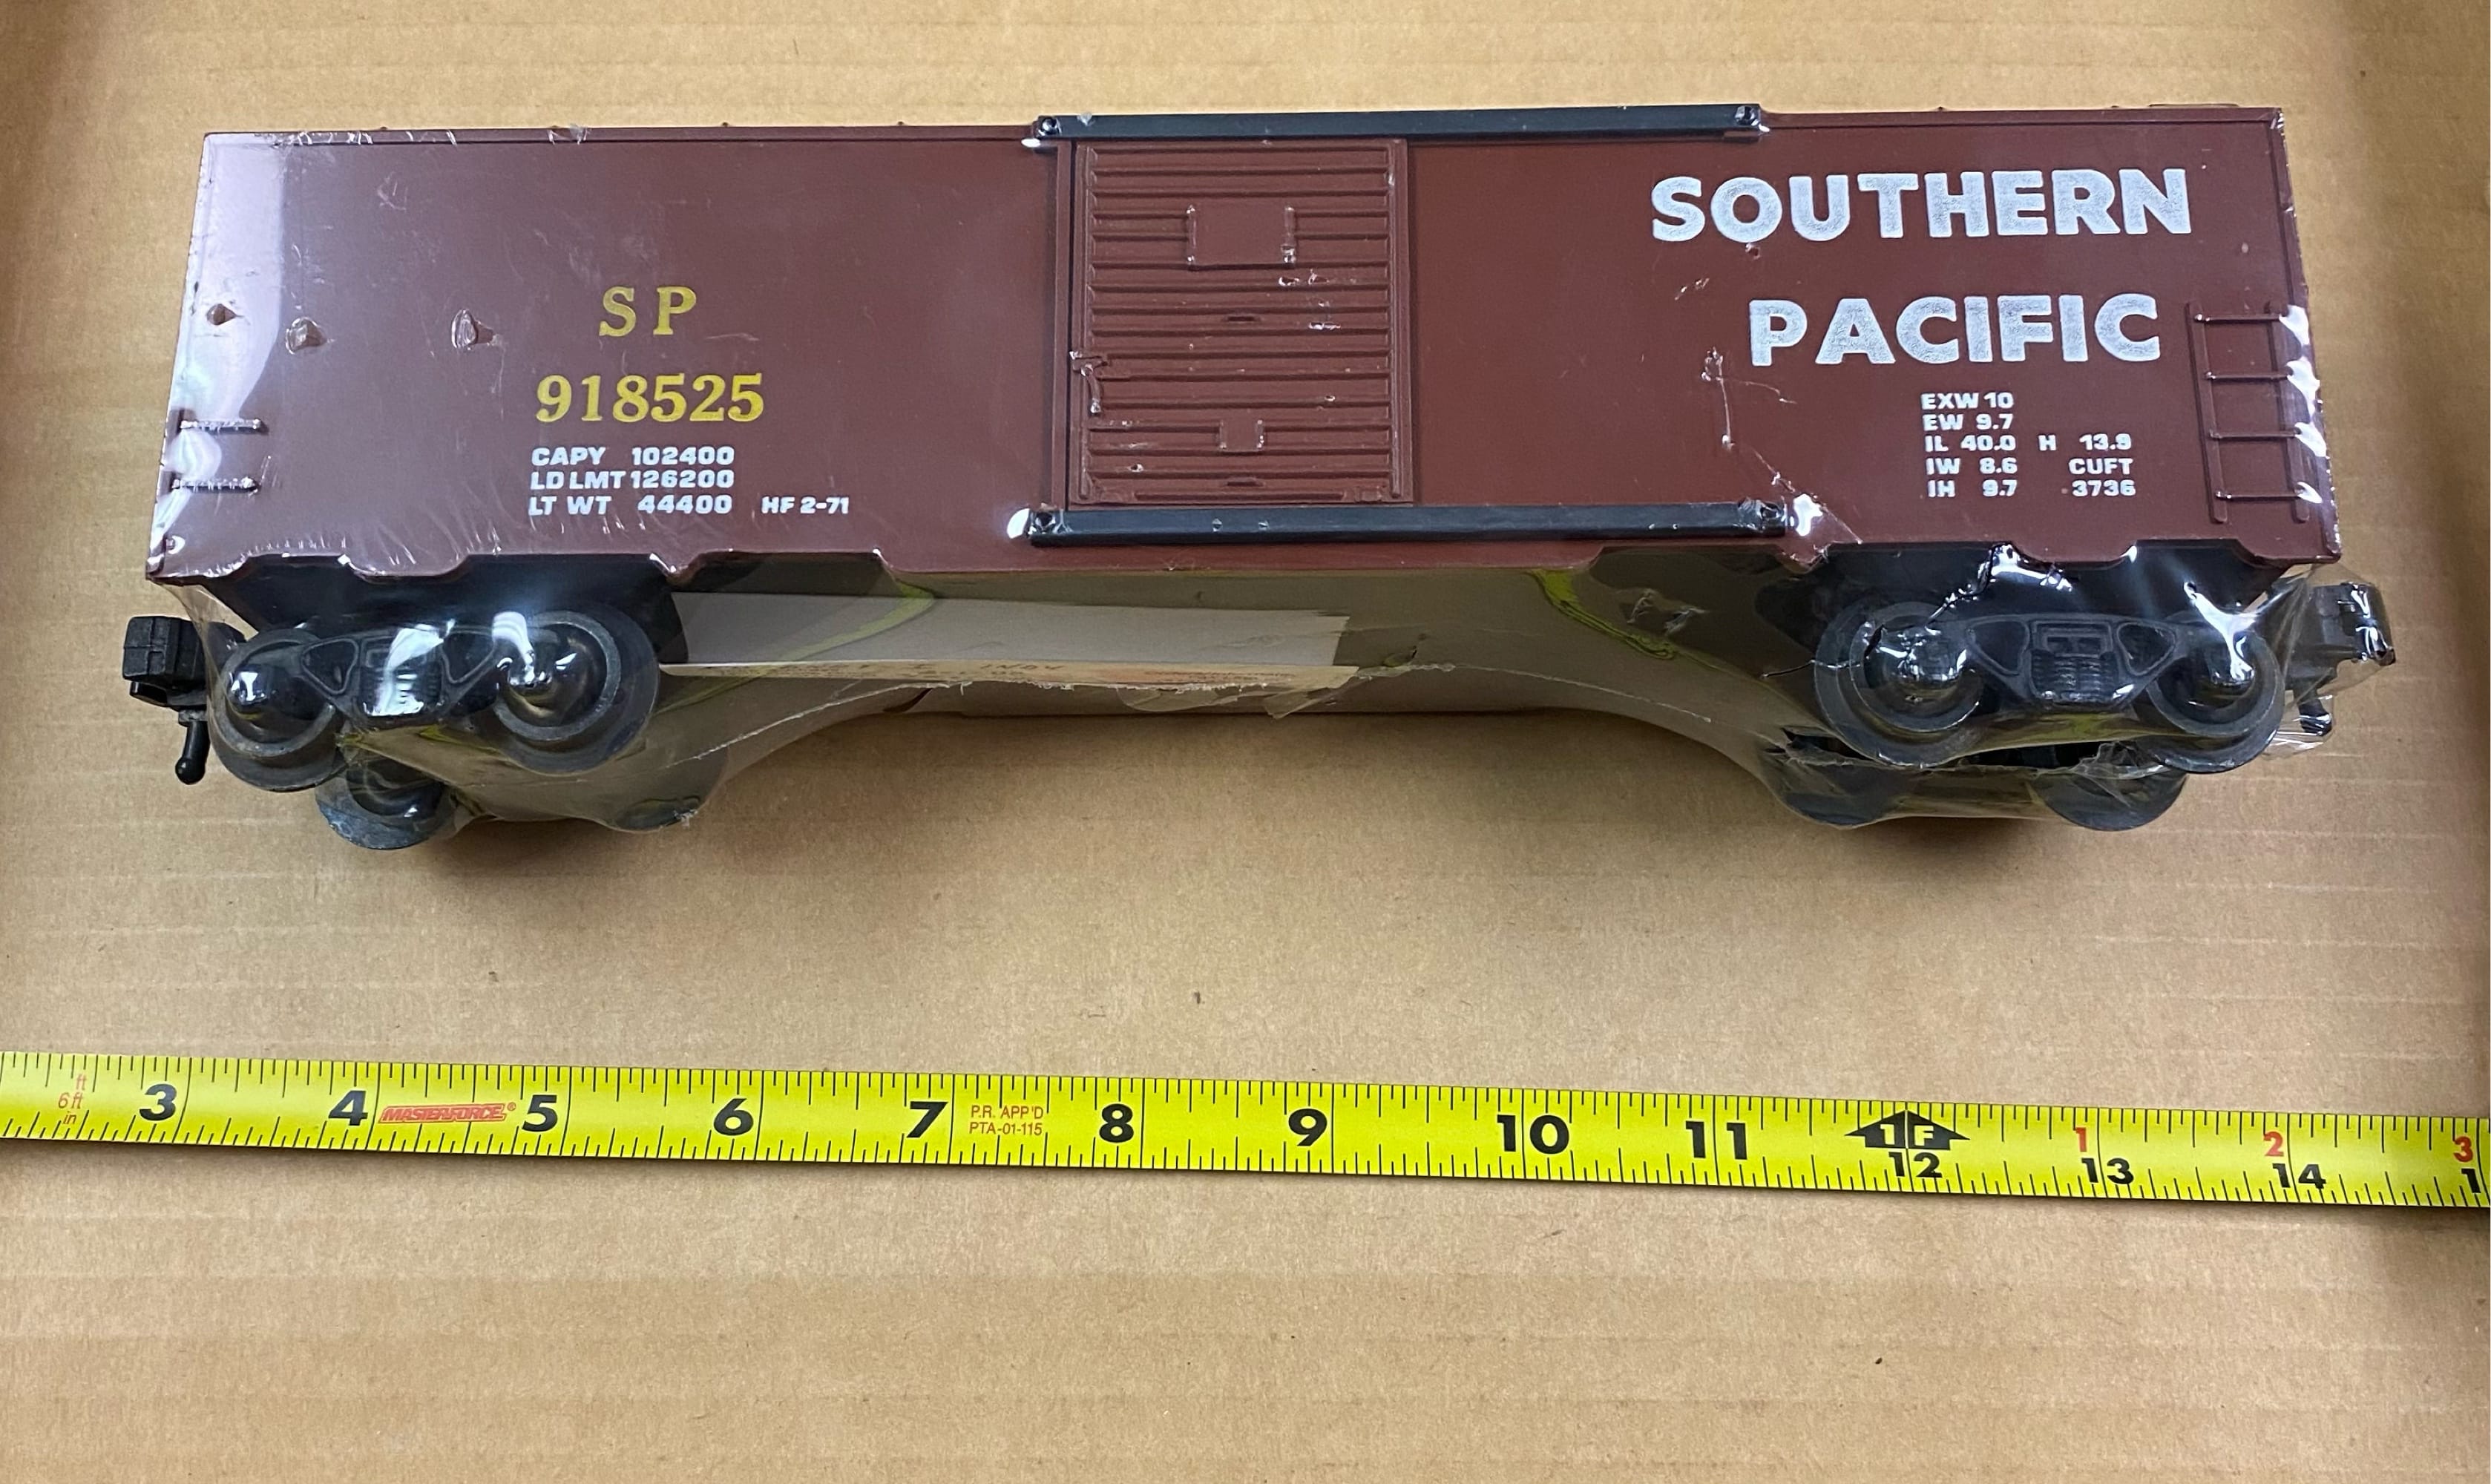 SOUTHERN
PACIFIC
S P
918525
CAPY 102400
LD LMT 126200
LT WT 44400 HF 2-71
EXW 10
EW 9.7
IL 40.0 H 13.9
IW 8.6 CUFT
IH 9.7 3736
ft
6 ft
in
3 4 MASTERFORCE® 5 6 7 P.R. APP'D 8 9 10 11 1F 1 2 3
PTA-01-115
12 13 14 1